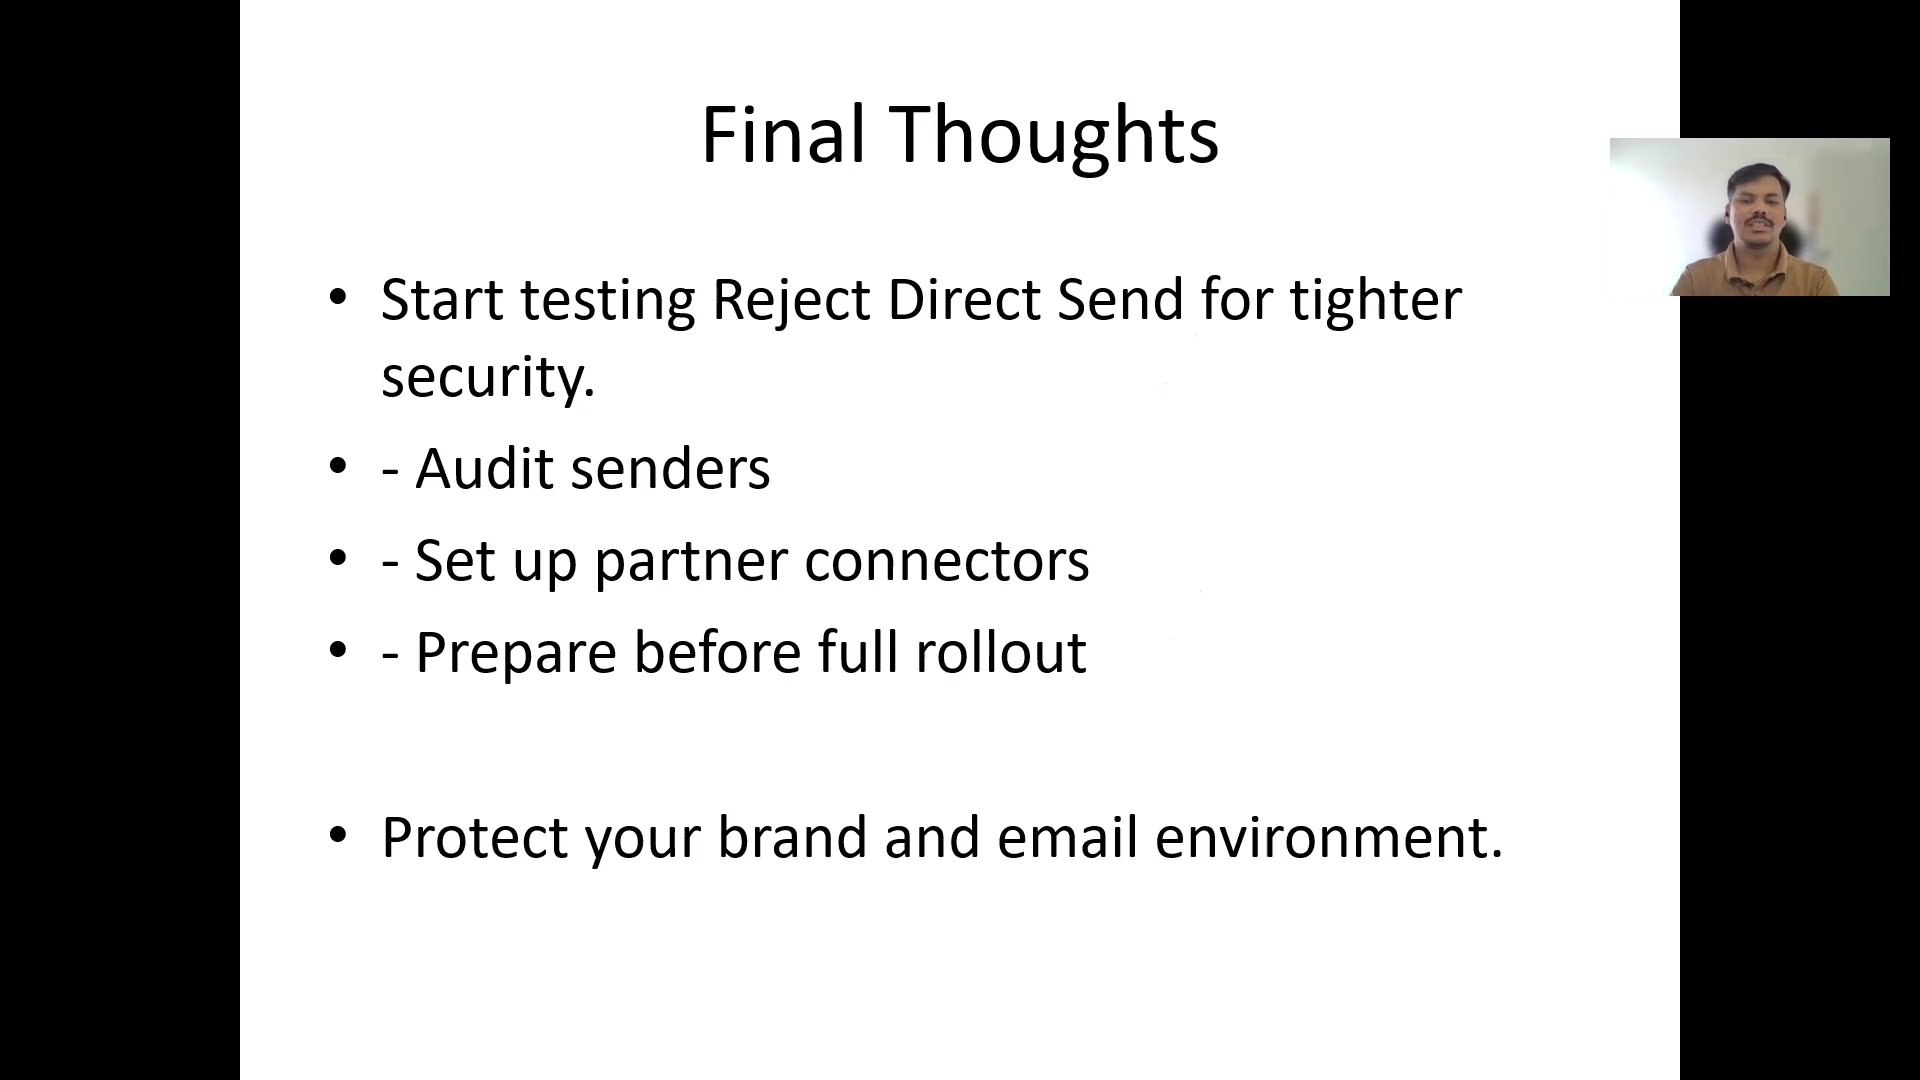 Final Thoughts
• Start testing Reject Direct Send for tighter
security.
• - Audit senders
• - Set up partner connectors
• - Prepare before full rollout
• Protect your brand and email environment.